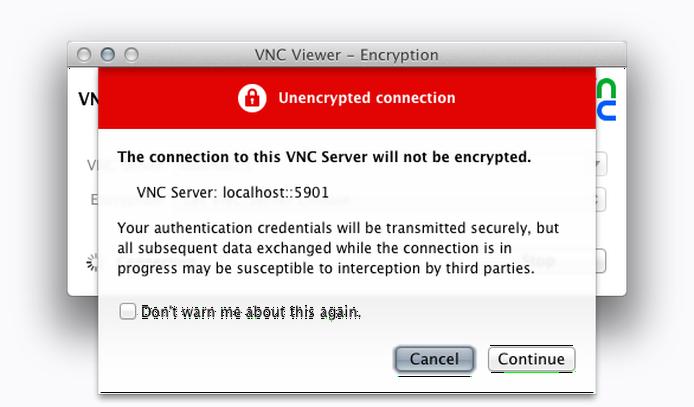 VNC Viewer – Encryption
VN
Unencrypted connection
The connection to this VNC Server will not be encrypted.
VNC Server: localhost::5901
Your authentication credentials will be transmitted securely, but
all subsequent data exchanged while the connection is in
progress may be susceptible to interception by third parties.
Stop
Don't warn me about this again.
Cancel
Continue